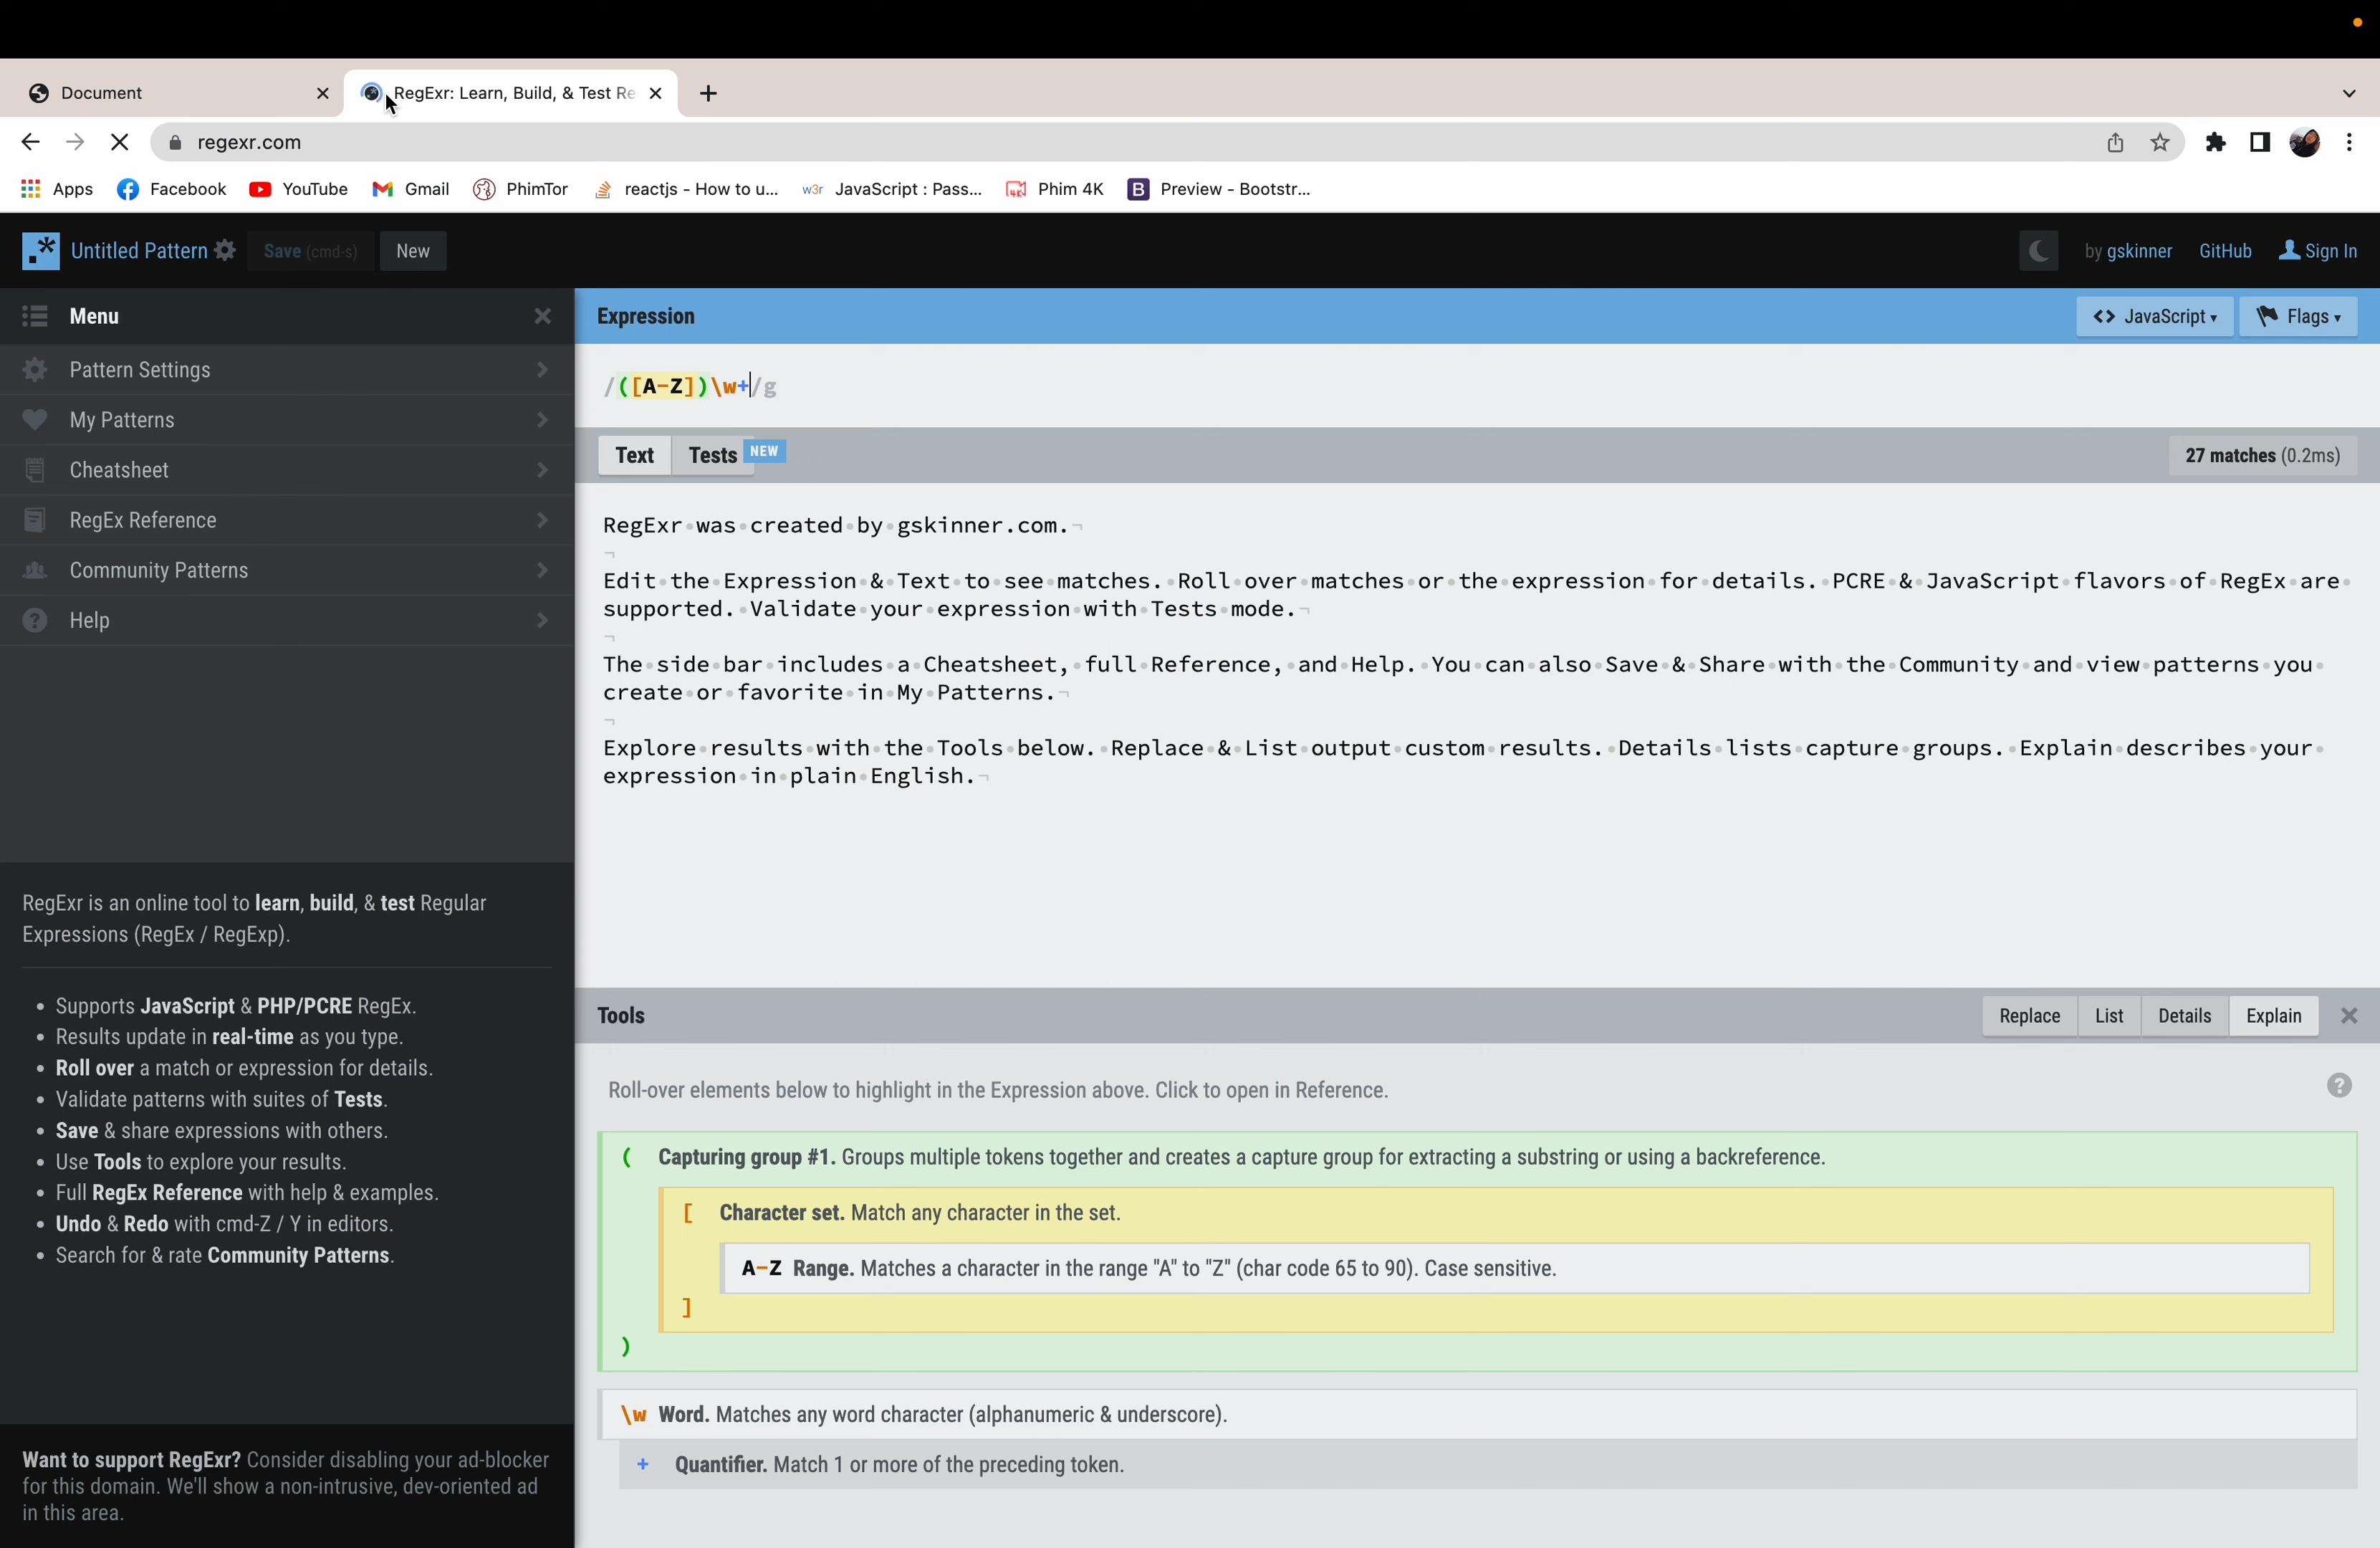 Document
RegExr: Learn, Build, & Test Re
regexr.com
Apps Facebook YouTube Gmail PhimTor reactjs - How to u... w3r JavaScript : Pass... 4K Phim 4K B Preview - Bootstr...
.* Untitled Pattern Save (cmd-s) New by gskinner GitHub Sign In
Menu
Pattern Settings
My Patterns
Cheatsheet
RegEx Reference
Community Patterns
Help
RegExr is an online tool to learn, build, & test Regular
Expressions (RegEx / RegExp).
• Supports JavaScript & PHP/PCRE RegEx.
• Results update in real-time as you type.
• Roll over a match or expression for details.
• Validate patterns with suites of Tests.
• Save & share expressions with others.
• Use Tools to explore your results.
• Full RegEx Reference with help & examples.
• Undo & Redo with cmd-Z / Y in editors.
• Search for & rate Community Patterns.
Want to support RegExr? Consider disabling your ad-blocker
for this domain. We'll show a non-intrusive, dev-oriented ad
in this area.
Expression <> JavaScript Flags
/([A-Z])\w+/g
Text Tests NEW 27 matches (0.2ms)
RegExr was created by gskinner.com.
Edit the Expression & Text to see matches. Roll over matches or the expression for details. PCRE & JavaScript flavors of RegEx are
supported. Validate your expression with Tests mode.
The side bar includes a Cheatsheet, full Reference, and Help. You can also Save & Share with the Community and view patterns you
create or favorite in My Patterns.
Explore results with the Tools below. Replace & List output custom results. Details lists capture groups. Explain describes your
expression in plain English.
Tools Replace List Details Explain
Roll-over elements below to highlight in the Expression above. Click to open in Reference. ?
( Capturing group #1. Groups multiple tokens together and creates a capture group for extracting a substring or using a backreference.
[ Character set. Match any character in the set.
A-Z Range. Matches a character in the range "A" to "Z" (char code 65 to 90). Case sensitive.
]
)
\w Word. Matches any word character (alphanumeric & underscore).
+ Quantifier. Match 1 or more of the preceding token.